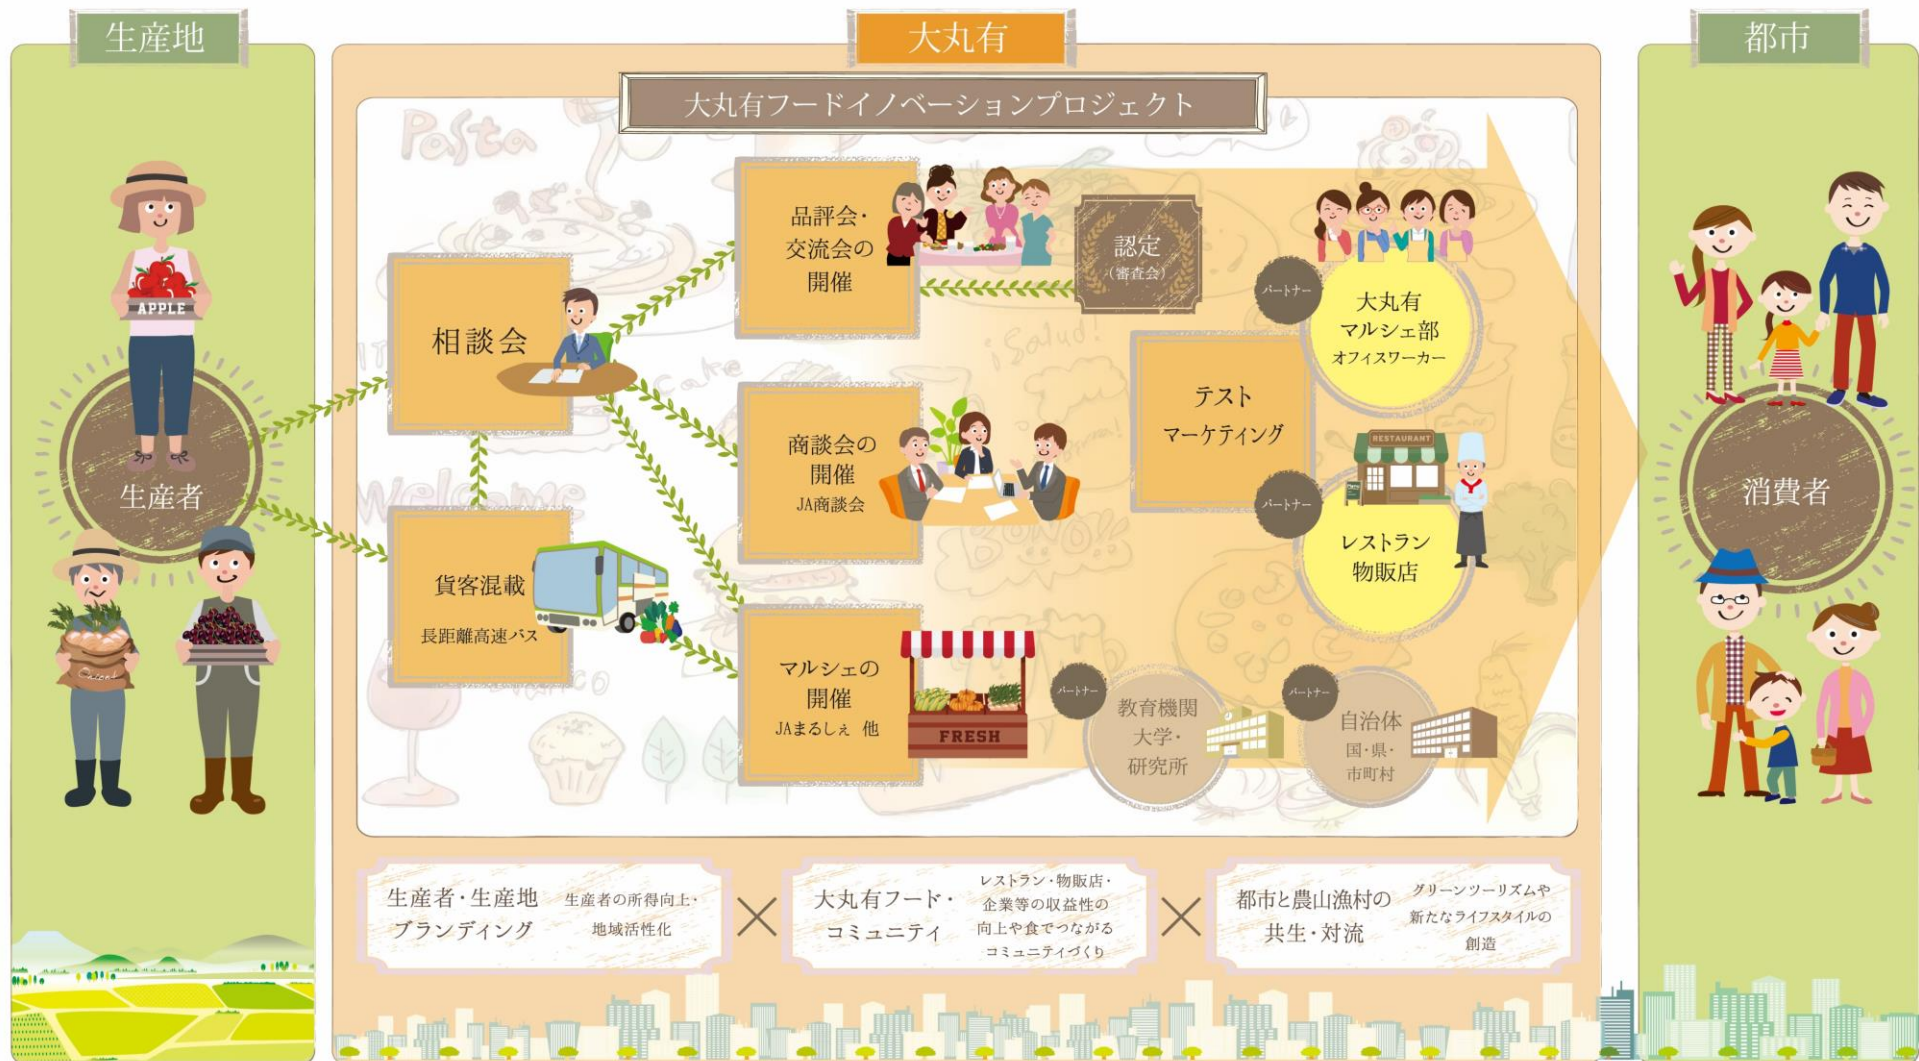 生産地
大丸有
都市
大丸有フードイノベーションプロジェクト
APPLE
生産者
相談会
貨客混載
長距離高速バス
品評会・
交流会の
開催
認定
(審査会)
商談会の
開催
JA商談会
マルシェの
開催
JAまるしぇ 他
FRESH
テスト
マーケティング
パートナー
大丸有
マルシェ部
オフィスワーカー
RESTAURANT
パートナー
レストラン
物販店
パートナー
教育機関
大学・
研究所
パートナー
自治体
国・県・
市町村
消費者
Pasta
¡Salud!
Cake
Welcome
生産者・生産地
ブランディング
生産者の所得向上・
地域活性化
×
大丸有フード・
コミュニティ
レストラン・物販店・
企業等の収益性の
向上や食でつながる
コミュニティづくり
×
都市と農山漁村の
共生・対流
グリーンツーリズムや
新たなライフスタイルの
創造